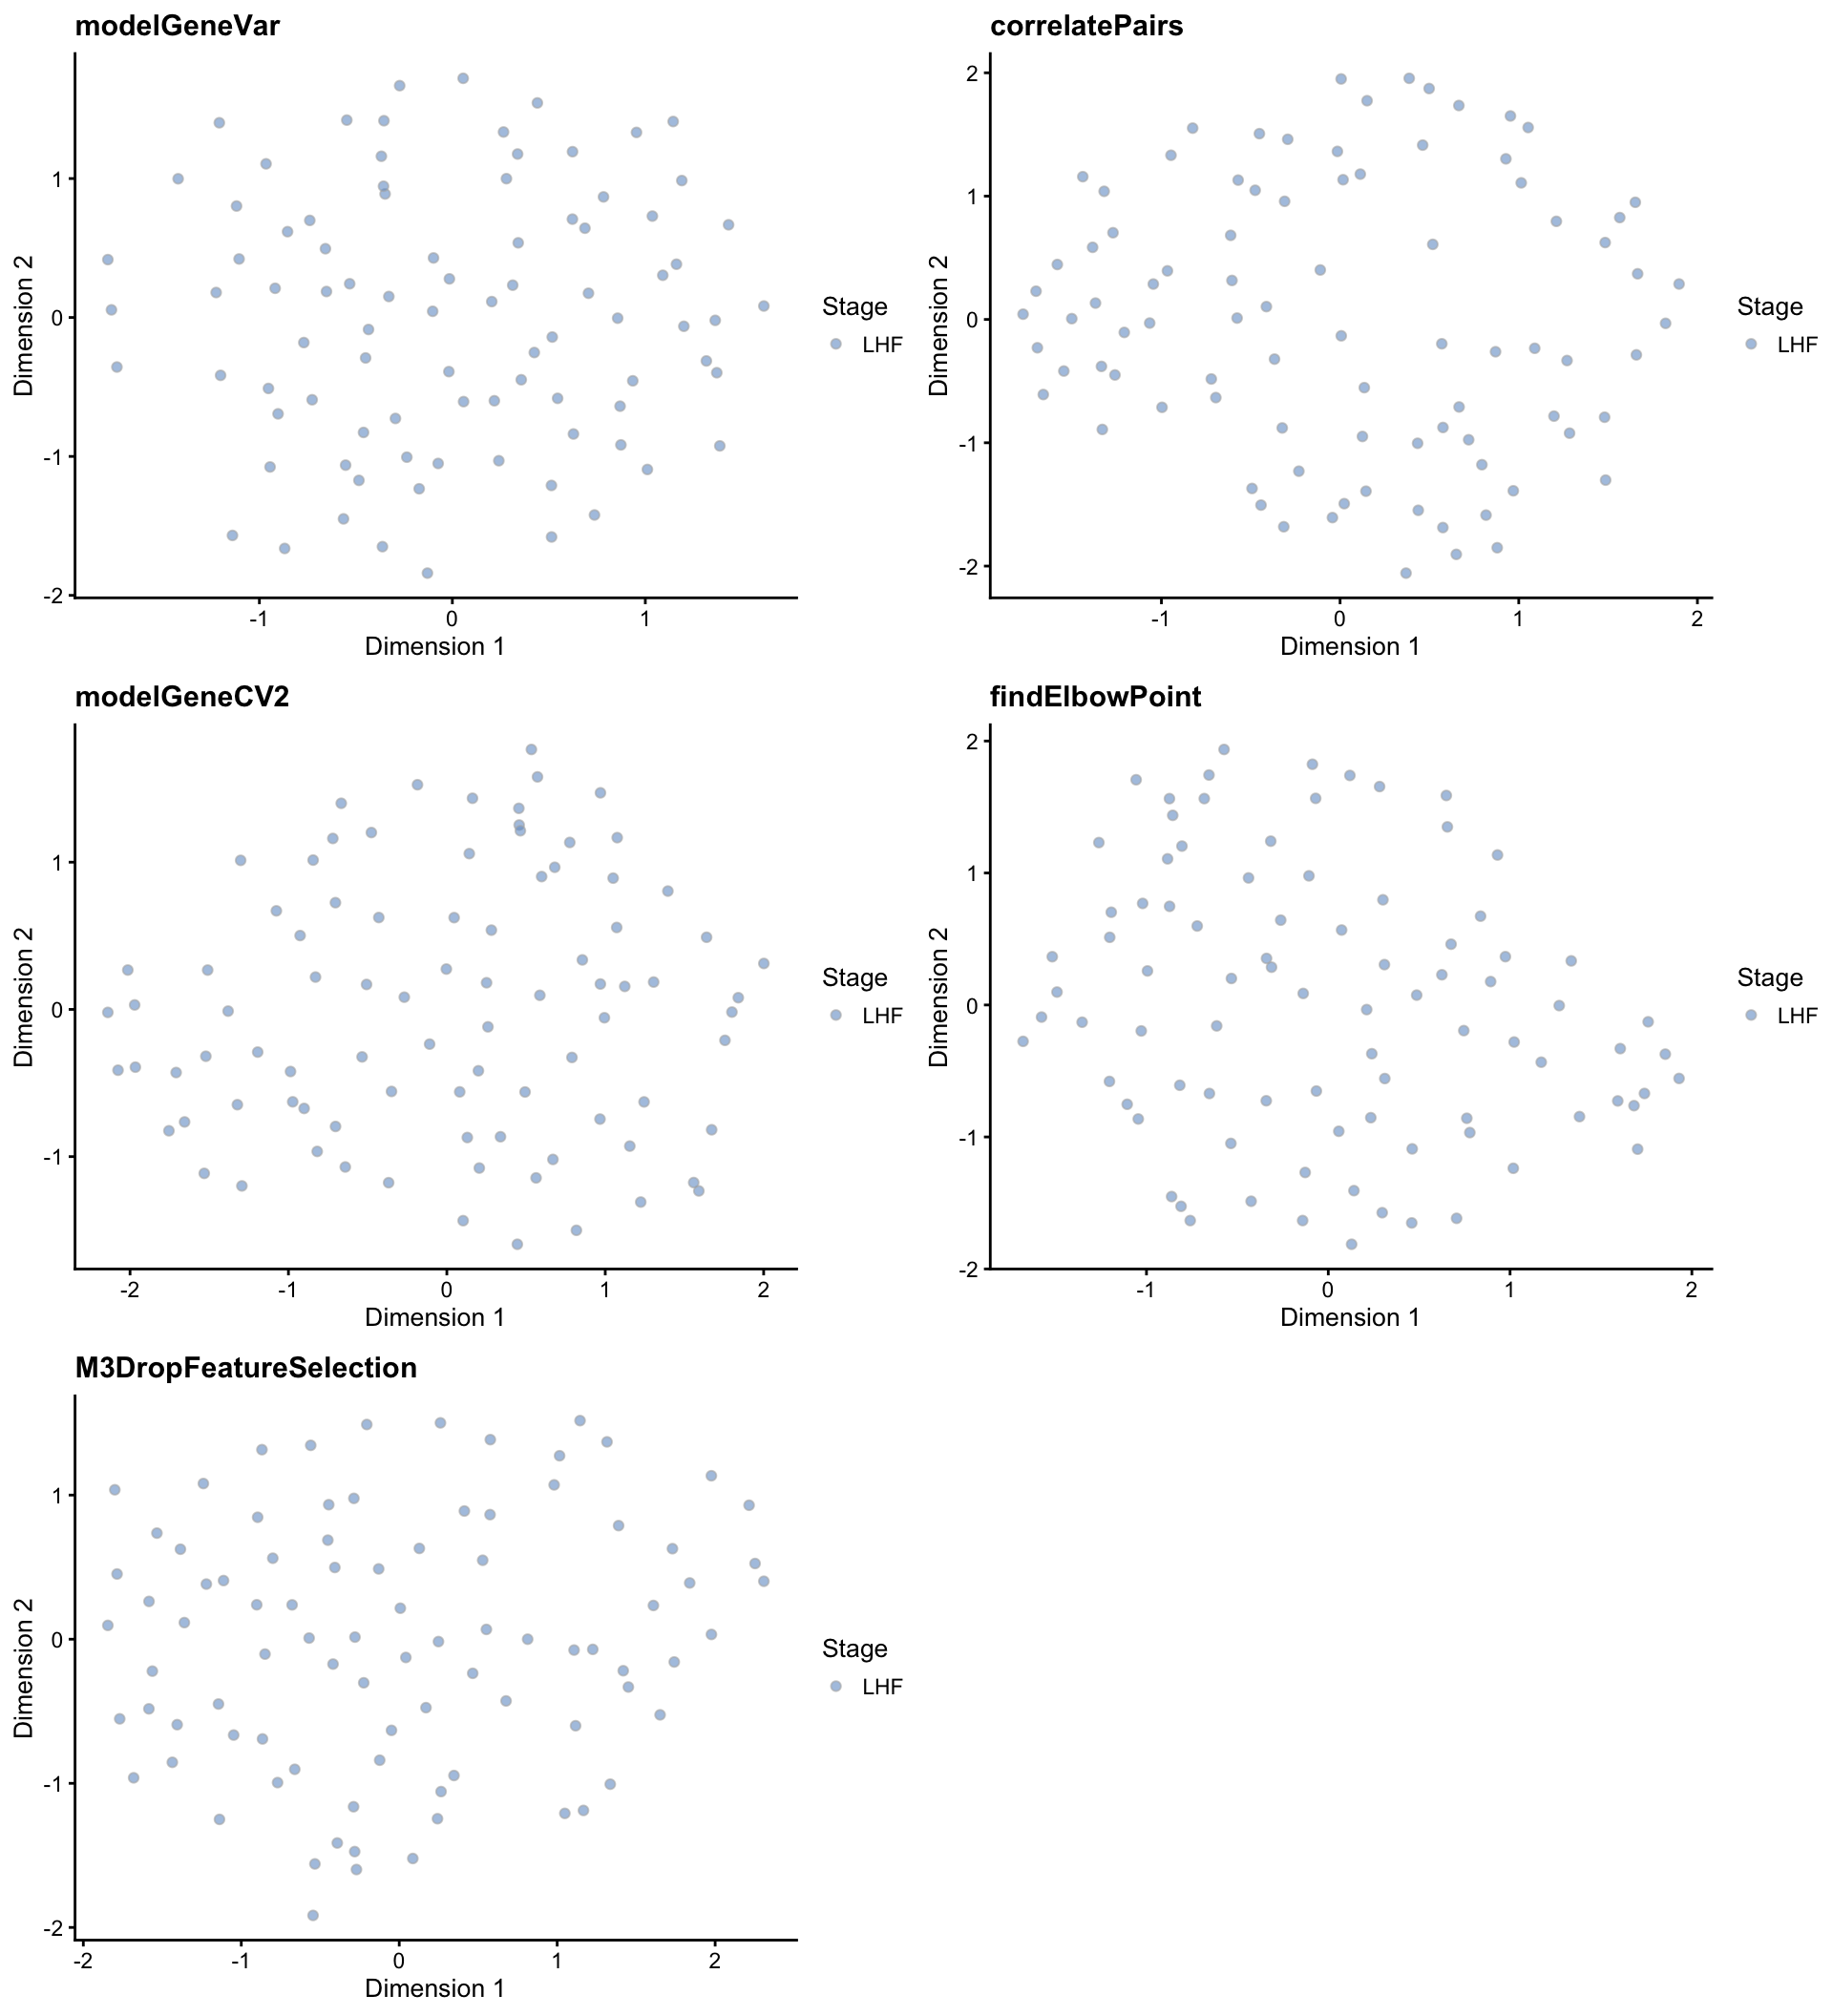 modelGeneVar
Dimension 2
1
0
-1
-2
-1
0
1
Dimension 1
Stage
LHF
correlatePairs
Dimension 2
2
1
0
-1
-2
-1
0
1
2
Dimension 1
Stage
LHF
modelGeneCV2
Dimension 2
1
0
-1
-2
-1
0
1
2
Dimension 1
Stage
LHF
findElbowPoint
Dimension 2
2
1
0
-1
-2
-1
0
1
2
Dimension 1
Stage
LHF
M3DropFeatureSelection
Dimension 2
1
0
-1
-2
-2
-1
0
1
2
Dimension 1
Stage
LHF